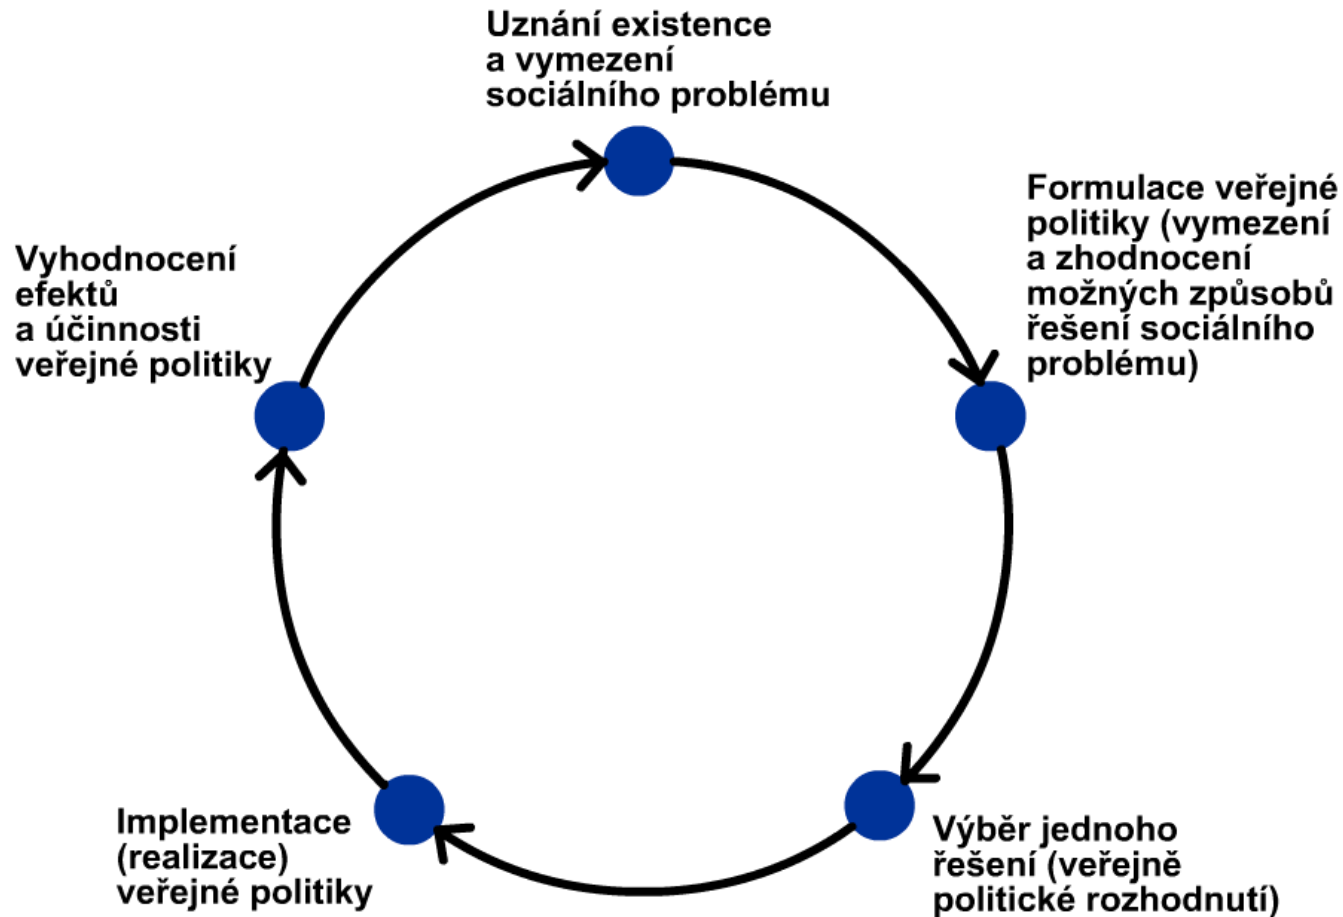 Uznání existence
a vymezení
sociálního problému
Formulace veřejné
politiky (vymezení
a zhodnocení
možných způsobů
řešení sociálního
problému)
Výběr jednoho
řešení (veřejně
politické rozhodnutí)
Implementace
(realizace)
veřejné politiky
Vyhodnocení
efektů
a účinnosti
veřejné politiky